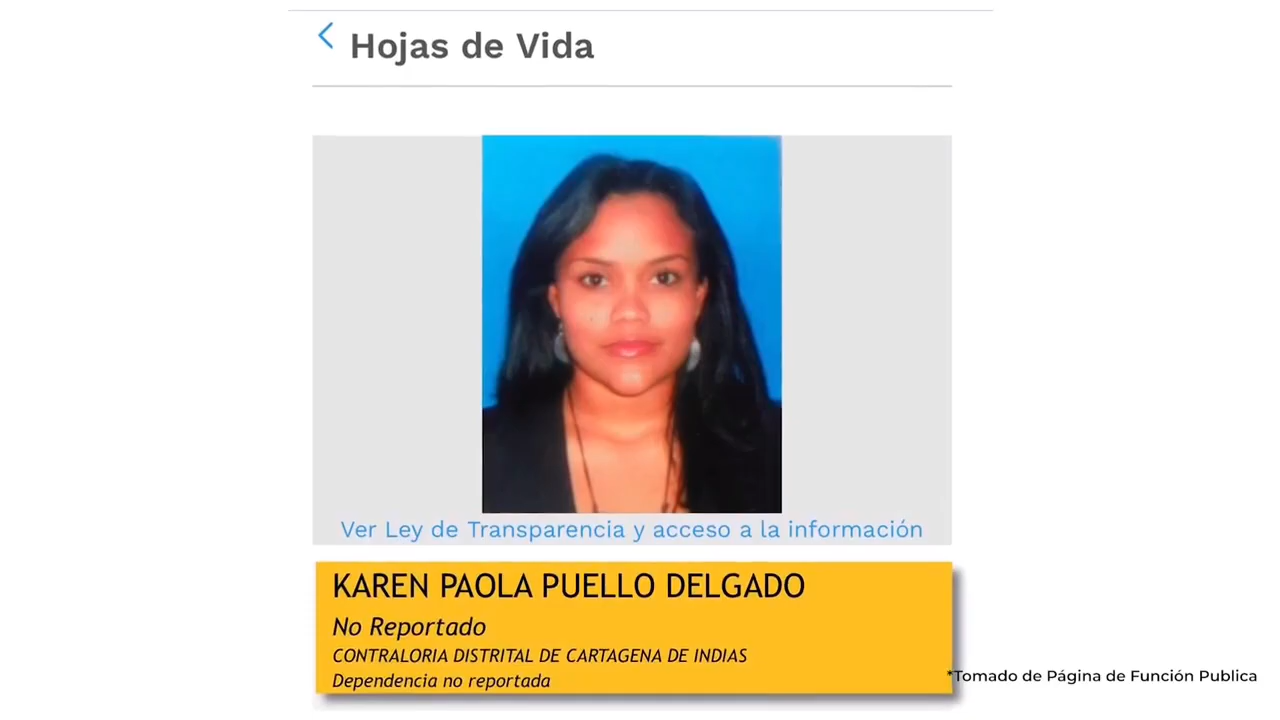 Hojas de Vida
Ver Ley de Transparencia y acceso a la información
KAREN PAOLA PUELLO DELGADO
No Reportado
CONTRALORIA DISTRITAL DE CARTAGENA DE INDIAS
Dependencia no reportada
*Tomado de Página de Función Publica